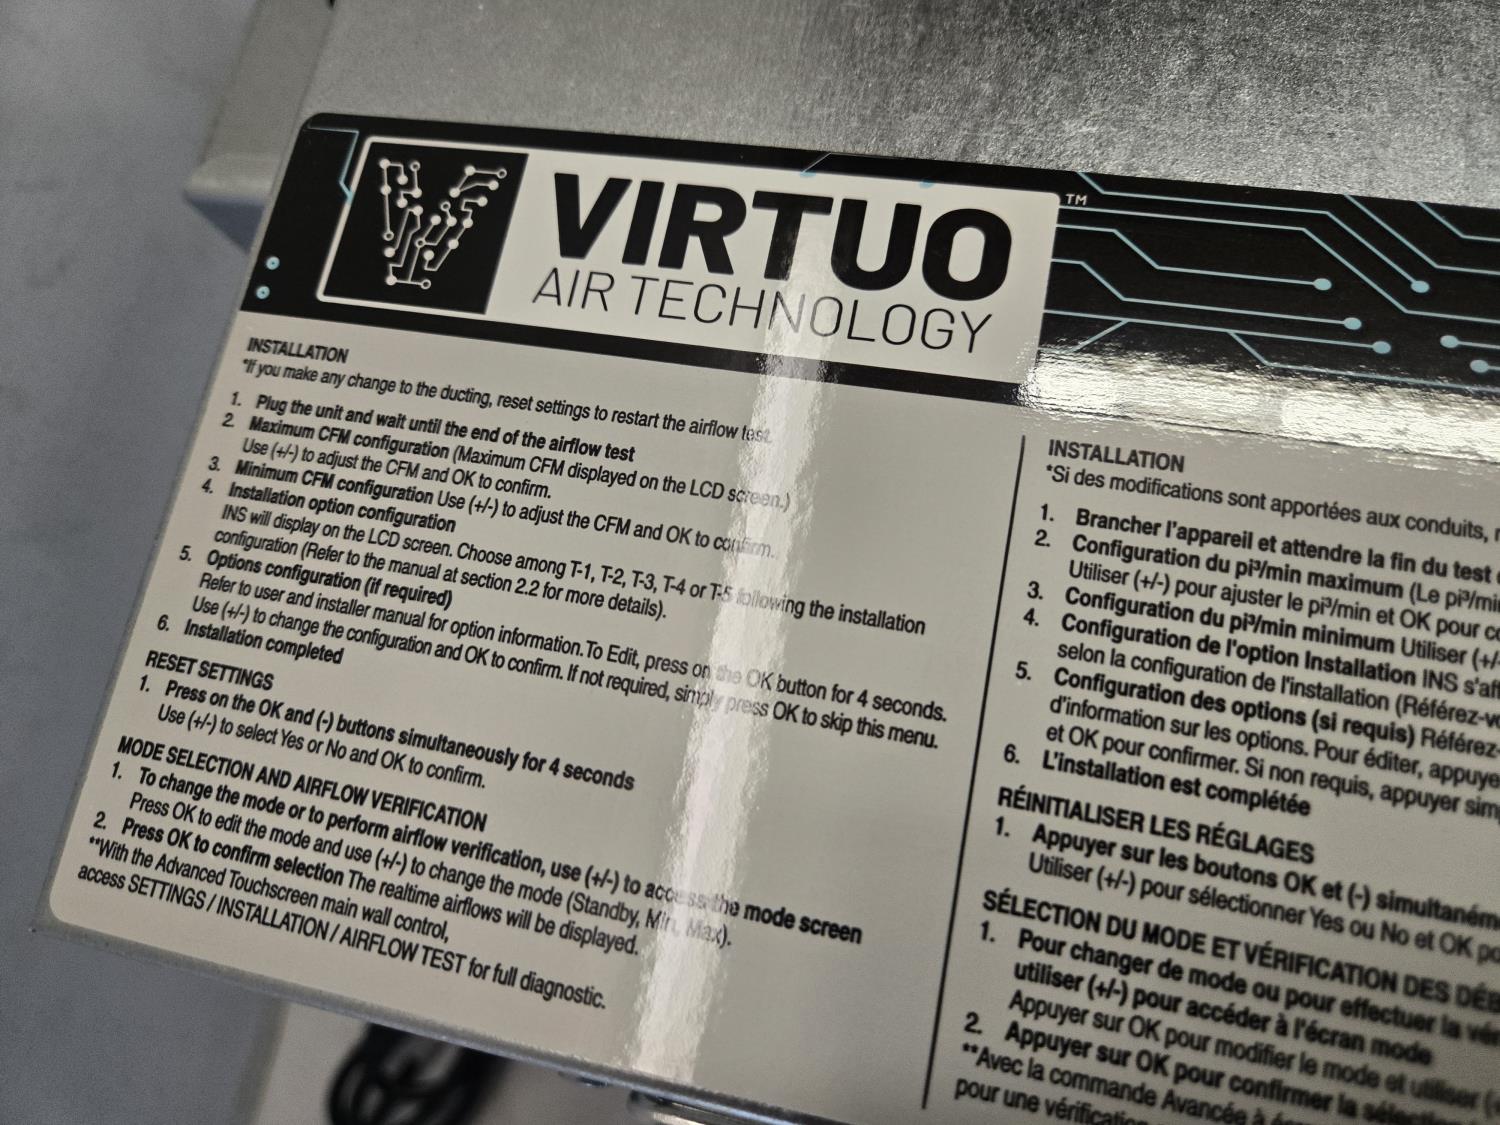 VIRTUO
TM
AIR TECHNOLOGY
INSTALLATION
*If you make any change to the ducting, reset settings to restart the airflow test.
1. Plug the unit and wait until the end of the airflow test
2. Maximum CFM configuration (Maximum CFM displayed on the LCD screen.)
Use (+/-) to adjust the CFM and OK to confirm.
3. Minimum CFM configuration Use (+/-) to adjust the CFM and OK to confirm.
4. Installation option configuration
INS will display on the LCD screen. Choose among T-1, T-2, T-3, T-4 or T-5 following the installation
configuration (Refer to the manual at section 2.2 for more details).
5. Options configuration (if required)
Refer to user and installer manual for option information. To Edit, press on the OK button for 4 seconds.
Use (+/-) to change the configuration and OK to confirm. If not required, simply press OK to skip this menu.
6. Installation completed
RESET SETTINGS
1. Press on the OK and (-) buttons simultaneously for 4 seconds
Use (+/-) to select Yes or No and OK to confirm.
MODE SELECTION AND AIRFLOW VERIFICATION
1. To change the mode or to perform airflow verification, use (+/-) to access the mode screen
Press OK to edit the mode and use (+/-) to change the mode (Standby, Min, Max).
2. Press OK to confirm selection The realtime airflows will be displayed.
**With the Advanced Touchscreen main wall control,
access SETTINGS / INSTALLATION / AIRFLOW TEST for full diagnostic.
INSTALLATION
*Si des modifications sont apportées aux conduits,
1. Brancher l'appareil et attendre la fin du test
2. Configuration du pi³/min maximum (Le pi³/min
Utiliser (+/-) pour ajuster le pi³/min et OK pour
3. Configuration du pi³/min minimum Utiliser (+/-
4. Configuration de l'option Installation INS s'aff
selon la configuration de l'installation (Référez-v
5. Configuration des options (si requis) Référez-
d'information sur les options. Pour éditer, appuye
et OK pour confirmer. Si non requis, appuyer sim
6. L'installation est complétée
RÉINITIALISER LES RÉGLAGES
1. Appuyer sur les boutons OK et (-) simultaném
Utiliser (+/-) pour sélectionner Yes ou No et OK po
SÉLECTION DU MODE ET VÉRIFICATION DES DÉB
1. Pour changer de mode ou pour effectuer la vér
utiliser (+/-) pour accéder à l'écran mode
Appuyer sur OK pour modifier le mode et utiliser (+
2. Appuyer sur OK pour confirmer la sélection
**Avec la commande Avancée à
pour une vérification